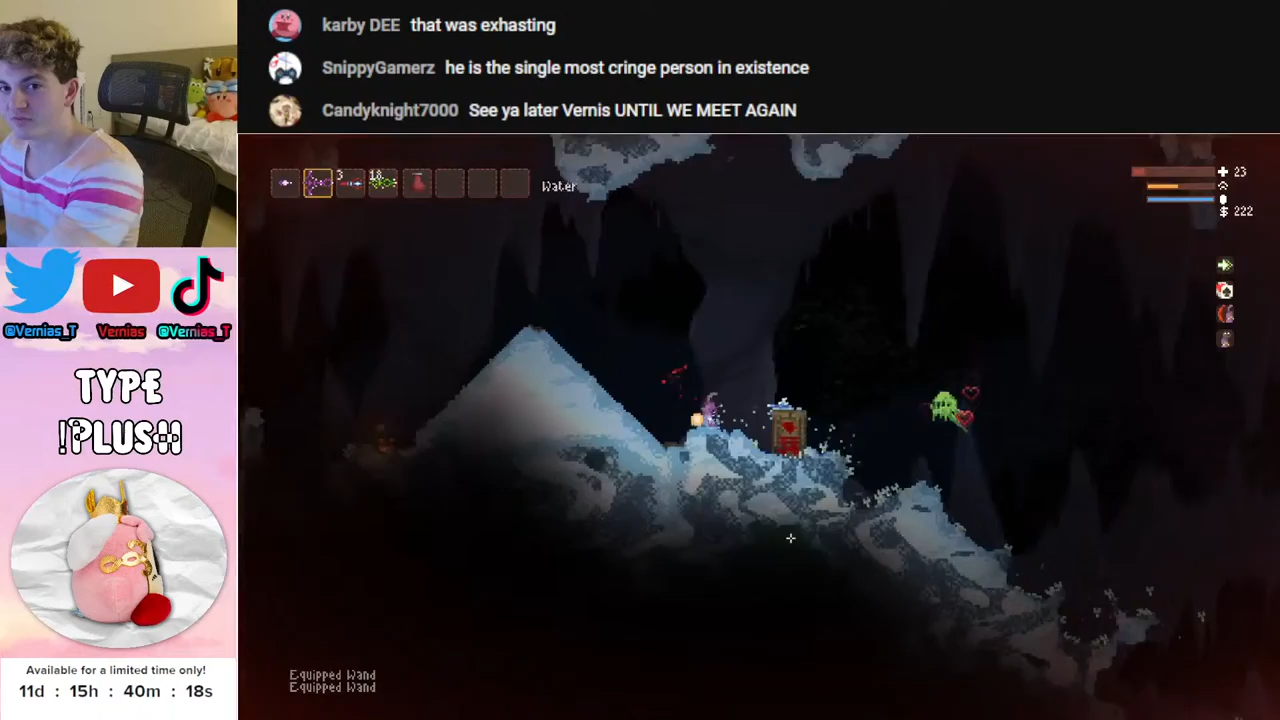 karby DEE that was exhasting
SnippyGamerz he is the single most cringe person in existence
Candyknight7000 See ya later Vernis UNTIL WE MEET AGAIN
3
18
Water
23
$ 222
@Vernias_T
Vernias
@Vernias_T
TYPE
!PLUSH
Available for a limited time only!
11d : 15h : 40m : 18s
Equipped Wand
Equipped Wand